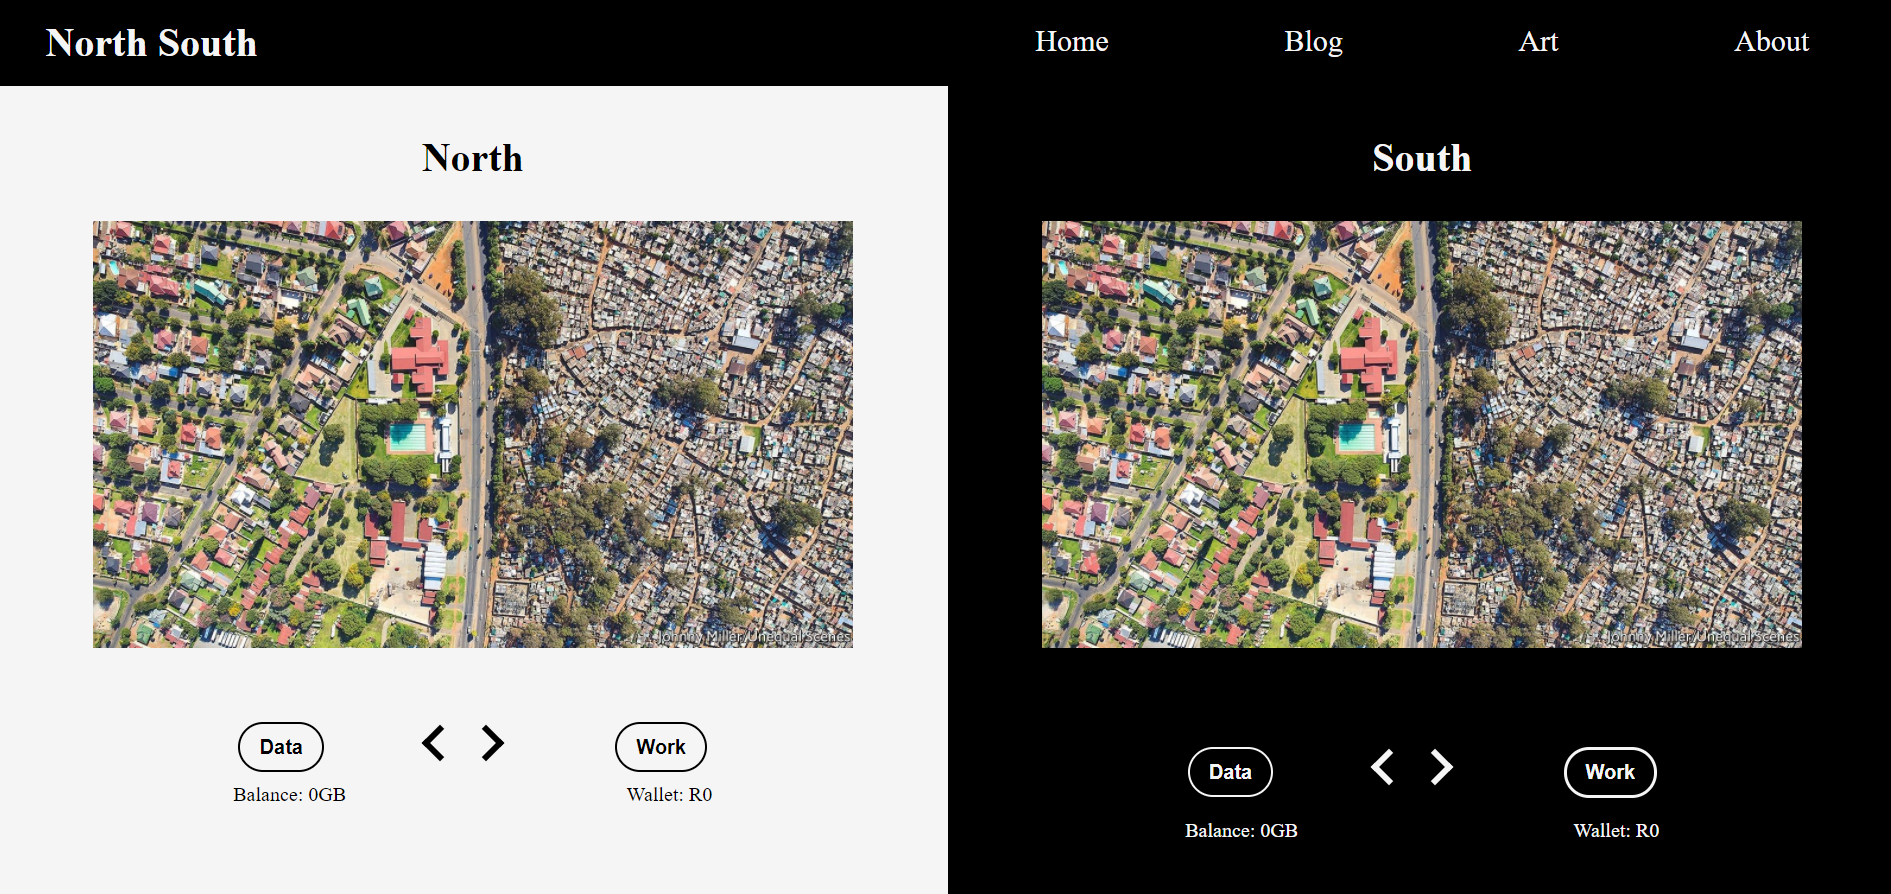 North South
Home Blog Art About
North
Johnny Miller/Unequal Scenes
Data
Work
Balance: 0GB
Wallet: R0
South
Johnny Miller/Unequal Scenes
Data
Work
Balance: 0GB
Wallet: R0